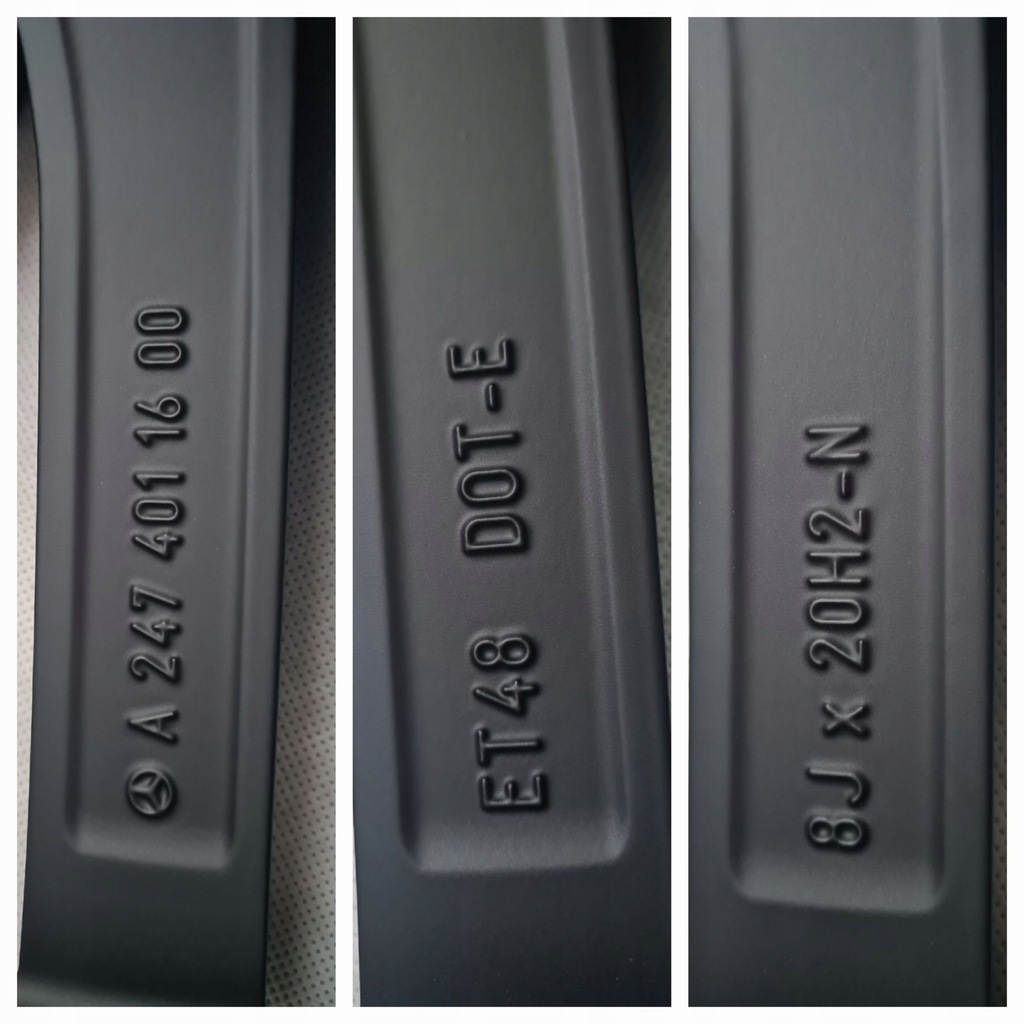 A 247 401 16 00
ET48 DOT-E
8J x 20H2-N